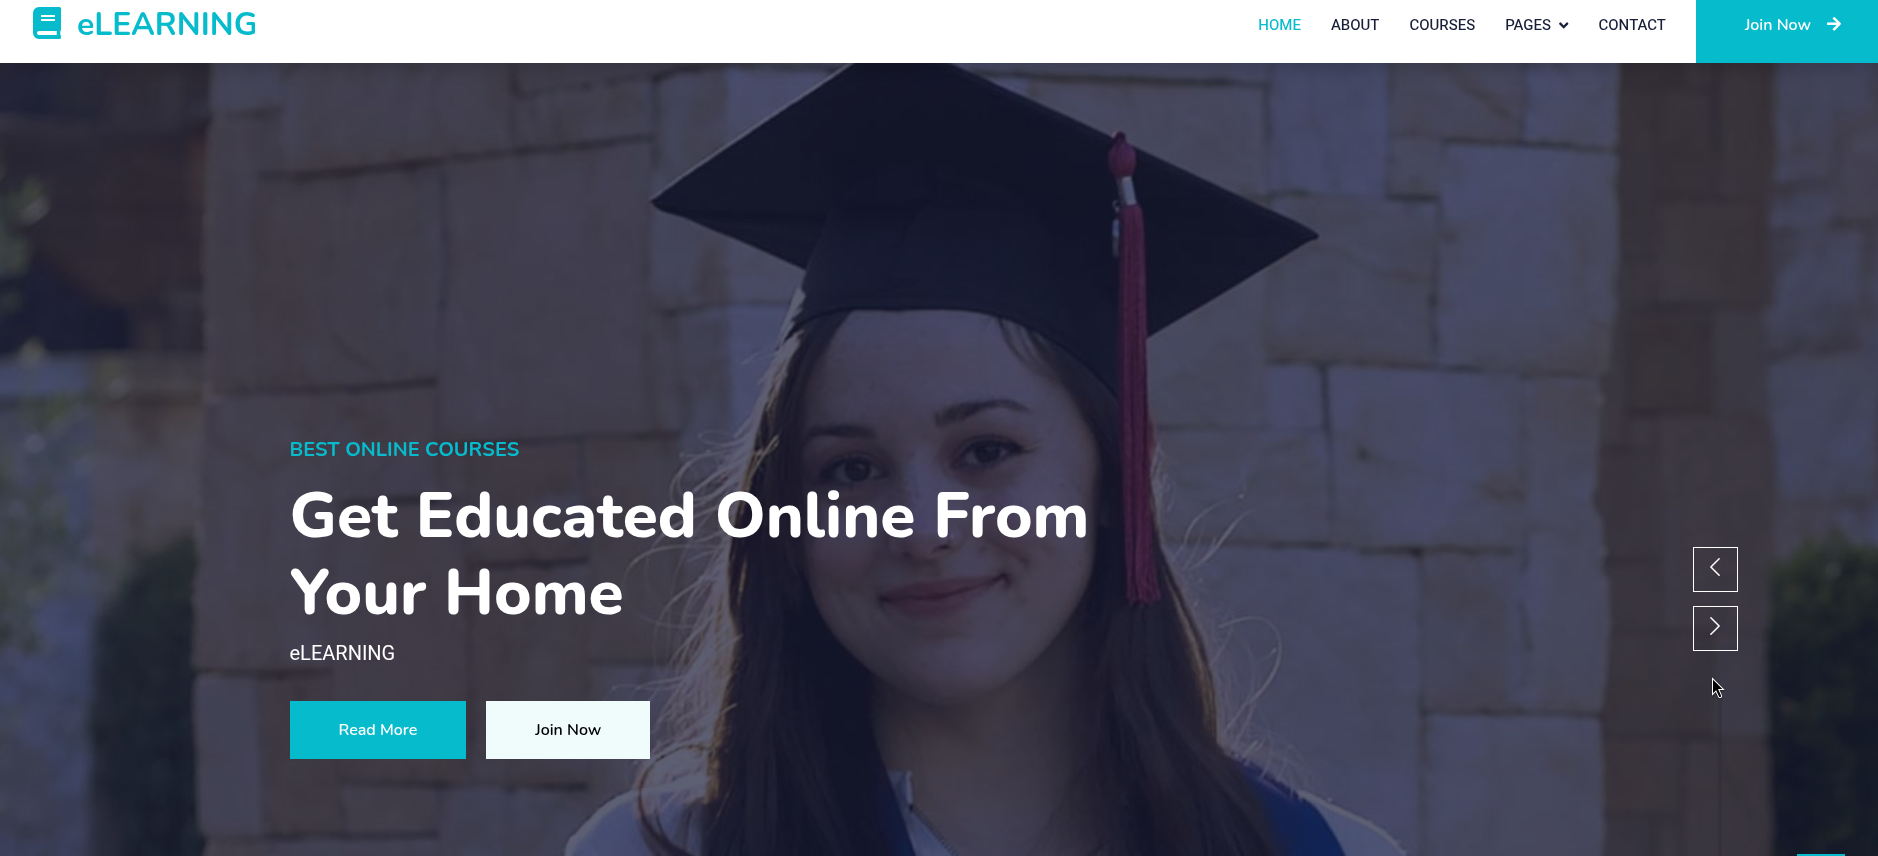 eLEARNING
HOME ABOUT COURSES PAGES CONTACT Join Now
BEST ONLINE COURSES
Get Educated Online From
Your Home
eLEARNING
Read More Join Now